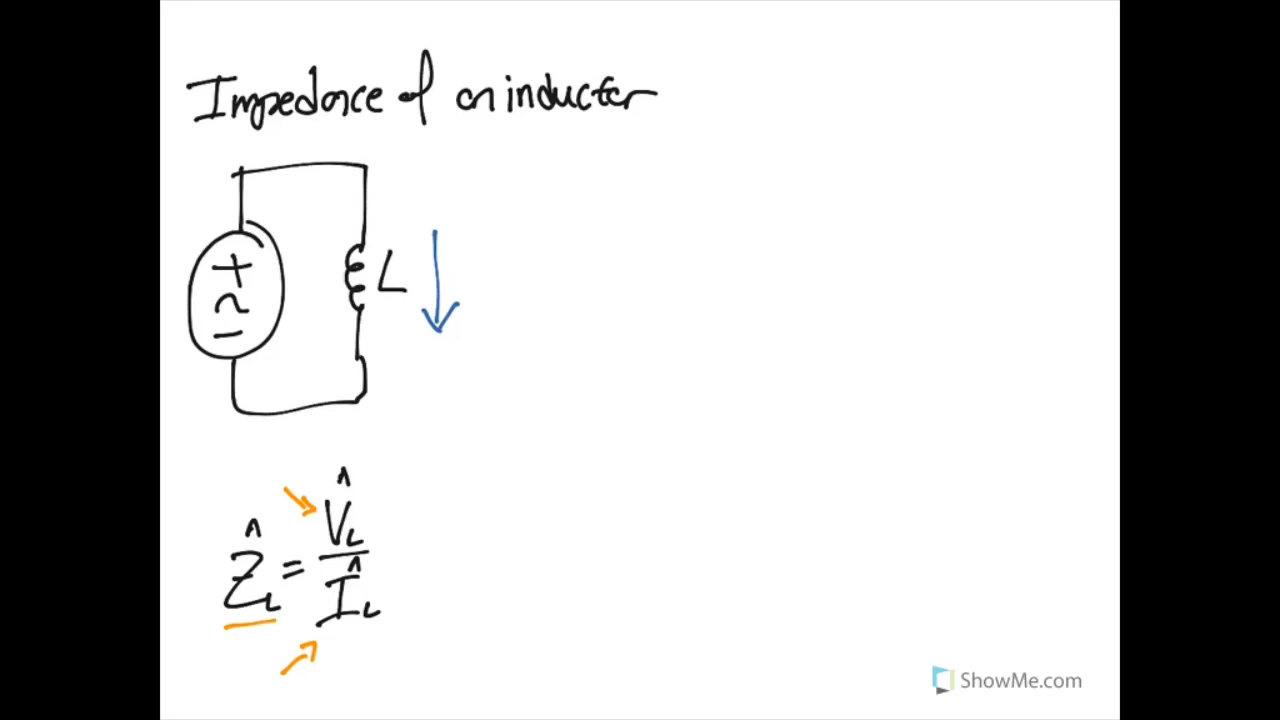 Impedance of an inductor
+
~
-
L
Ẑ_L = V̂_L / Î_L
ShowMe.com